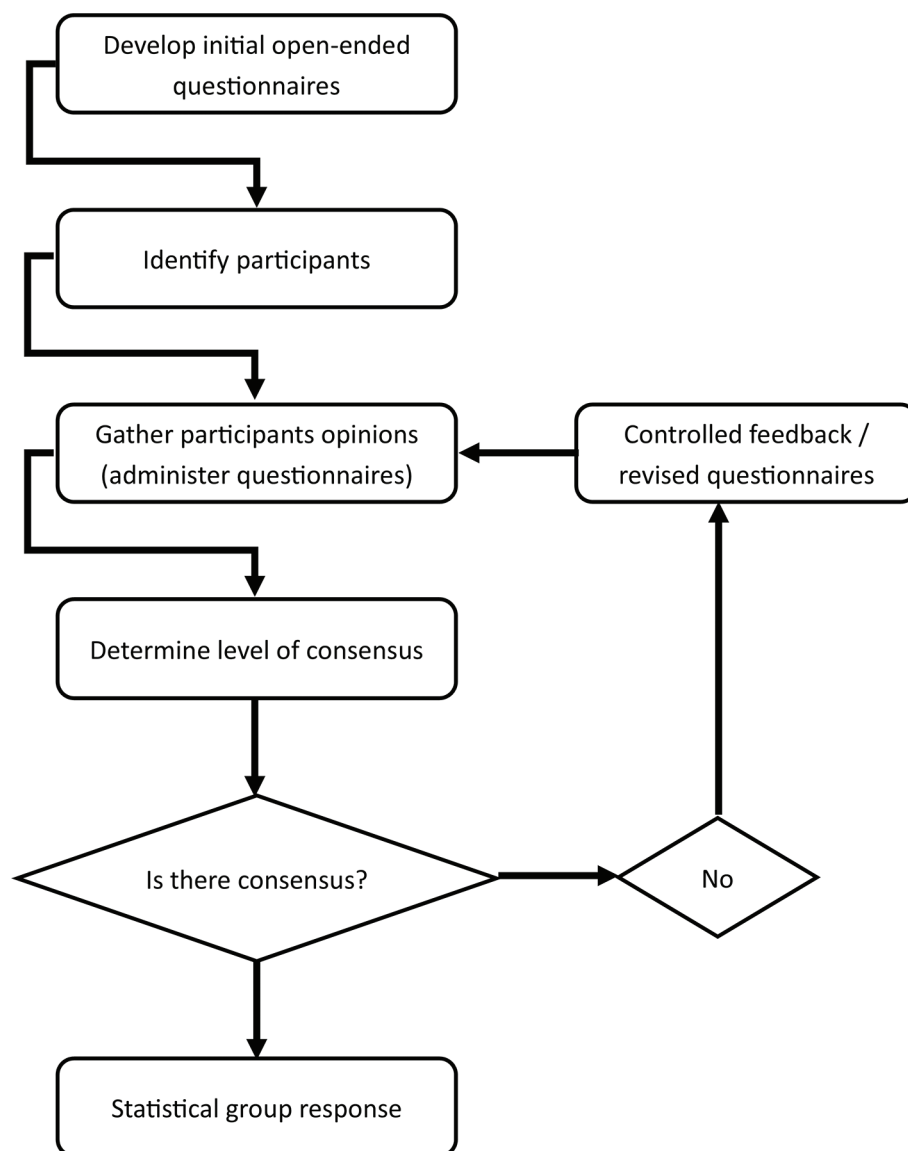 Develop initial open-ended
questionnaires
Identify participants
Gather participants opinions
(administer questionnaires)
Controlled feedback /
revised questionnaires
Determine level of consensus
Is there consensus?
No
Statistical group response